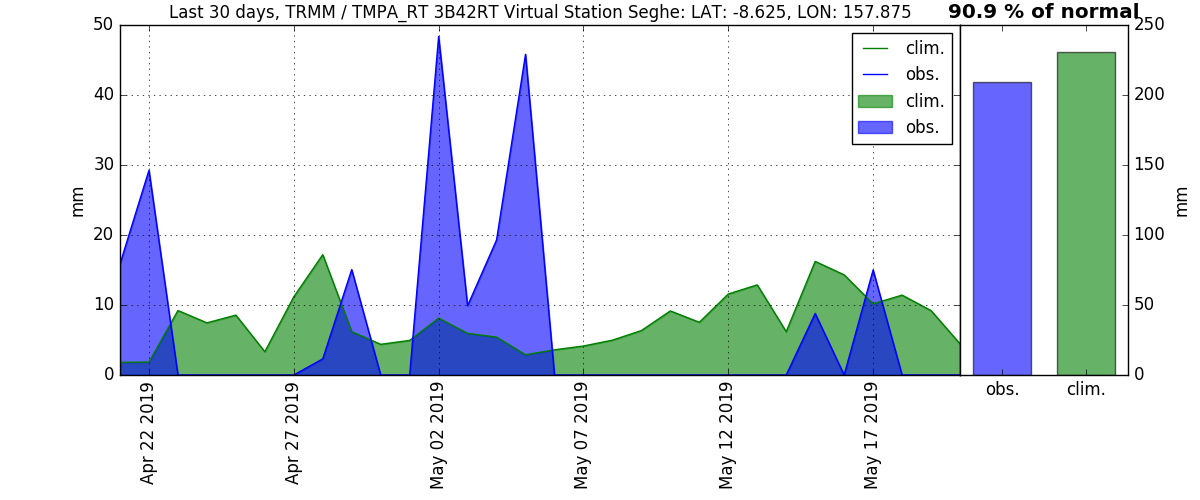 Last 30 days, TRMM / TMPA_RT 3B42RT Virtual Station Seghe: LAT: -8.625, LON: 157.875
90.9 % of normal
50
40
30
20
10
0
mm
clim.
obs.
clim.
obs.
250
200
150
100
50
0
mm
obs.
clim.
Apr 22 2019
Apr 27 2019
May 02 2019
May 07 2019
May 12 2019
May 17 2019